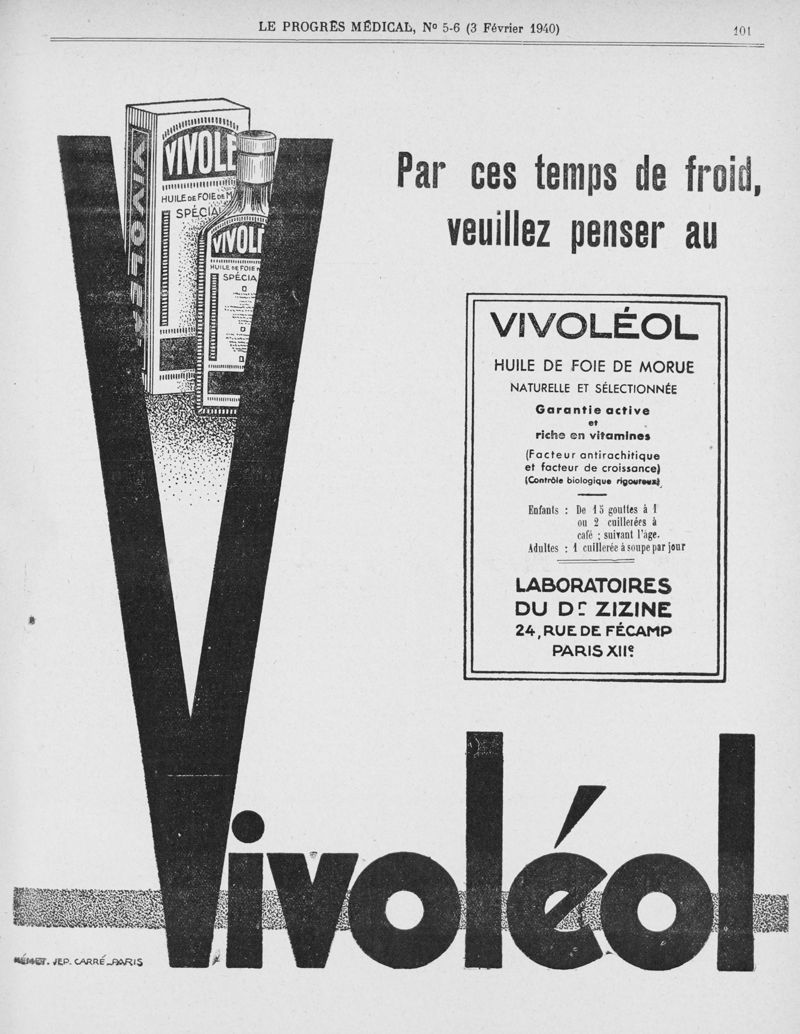 LE PROGRÈS MÉDICAL, Nº 5-6 (3 Février 1940)
101
VIVOLÉ
HUILE DE FOIE DE M
SPÉCIA
VIVOLÉ
HUILE DE FOIE
SPÉCIA
Par ces temps de froid,
veuillez penser au
VIVOLÉOL
HUILE DE FOIE DE MORUE
NATURELLE ET SÉLECTIONNÉE
Garantie active
et
riche en vitamines
(Facteur antirachitique
et facteur de croissance)
(Contrôle biologique rigoureux)
Enfants : De 15 gouttes à 1
ou 2 cuillerées à
café ; suivant l'âge.
Adultes : 1 cuillerée à soupe par jour
LABORATOIRES
DU Dr ZIZINE
24, RUE DE FÉCAMP
PARIS XIIe
Vivoléol
JEP. CARRÉ_PARIS